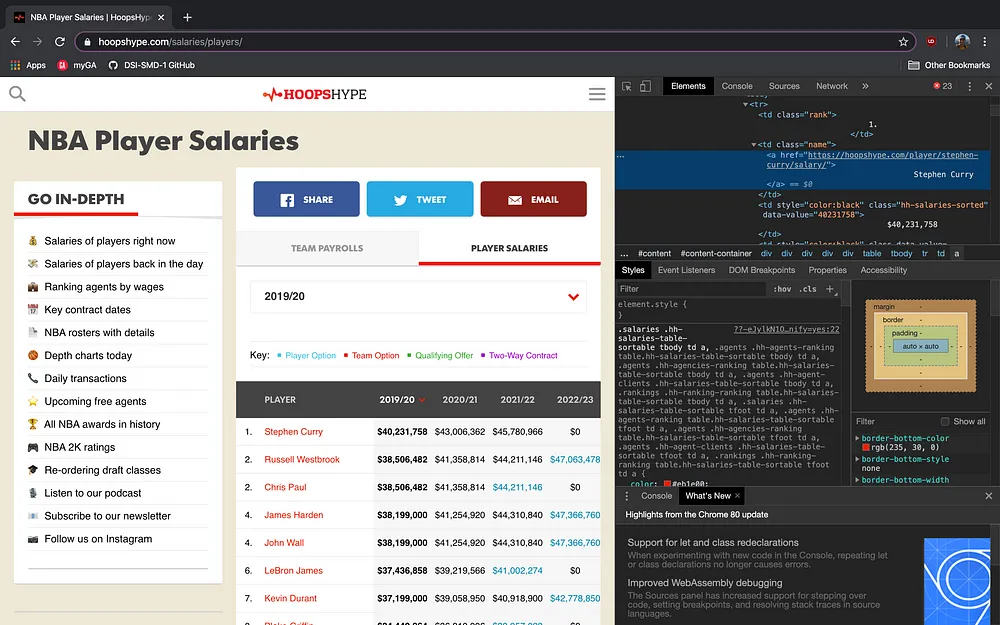 NBA Player Salaries | HoopsHyp
hoopshype.com/salaries/players/
Apps
myGA
DSI-SMD-1 GitHub
Other Bookmarks
HOOPSHYPE
NBA Player Salaries
GO IN-DEPTH
Salaries of players right now
Salaries of players back in the day
Ranking agents by wages
Key contract dates
NBA rosters with details
Depth charts today
Daily transactions
Upcoming free agents
All NBA awards in history
NBA 2K ratings
Re-ordering draft classes
Listen to our podcast
Subscribe to our newsletter
Follow us on Instagram
SHARE
TWEET
EMAIL
TEAM PAYROLLS
PLAYER SALARIES
2019/20
Key: Player Option Team Option Qualifying Offer Two-Way Contract
PLAYER 2019/20 2020/21 2021/22 2022/23
1. Stephen Curry $40,231,758 $43,006,362 $45,780,966 $0
2. Russell Westbrook $38,506,482 $41,358,814 $44,211,146 $47,063,478
2. Chris Paul $38,506,482 $41,358,814 $44,211,146 $0
4. James Harden $38,199,000 $41,254,920 $44,310,840 $47,366,760
4. John Wall $38,199,000 $41,254,920 $44,310,840 $47,366,760
6. LeBron James $37,436,858 $39,219,566 $41,002,274 $0
7. Kevin Durant $37,199,000 $39,058,950 $40,918,900 $42,778,850
Elements Console Sources Network » 23
<tr>
<td class="rank">
1.
</td>
<td class="name">
<a href="https://hoopshype.com/player/stephen-
curry/salary/">
Stephen Curry
</a> == $0
</td>
<td style="color:black" class="hh-salaries-sorted"
data-value="40231758">
$40,231,758
</td>
... #content #content-container div div div div div table tbody tr td a
Styles Event Listeners DOM Breakpoints Properties Accessibility
Filter :hov .cls +
element.style {
}
.salaries .hh-
salaries-table-
sortable tbody td a, .agents .hh-agents-ranking
table.hh-salaries-table-sortable tbody td a,
.agents .hh-agencies-ranking table.hh-
salaries-table-sortable tbody td a, .hh-agent-
clients .hh-salaries-table-sortable tbody td a,
.rankings .hh-ranking-ranking table.hh-
salaries-table-sortable tbody td a, .salaries .hh-
salaries-table-sortable tfoot td a, .agents .hh-
agents-ranking table.hh-salaries-table-
sortable tfoot td a, .agents .hh-agencies-
ranking table.hh-salaries-table-sortable
tfoot td a, .hh-agent-clients .hh-salaries-
table-sortable tfoot td a, .rankings .hh-ranking-
ranking table.hh-salaries-table-sortable tfoot
td a {
color: #eb1e00;
margin -
border -
padding -
auto × auto
Filter Show all
border-bottom-color
rgb(235, 30, 0)
border-bottom-style
none
border-bottom-width
Console What's New ×
Highlights from the Chrome 80 update
Support for let and class redeclarations
When experimenting with new code in the Console, repeating let
or class declarations no longer causes errors.
Improved WebAssembly debugging
The Sources panel has increased support for stepping over
code, setting breakpoints, and resolving stack traces in source
languages.